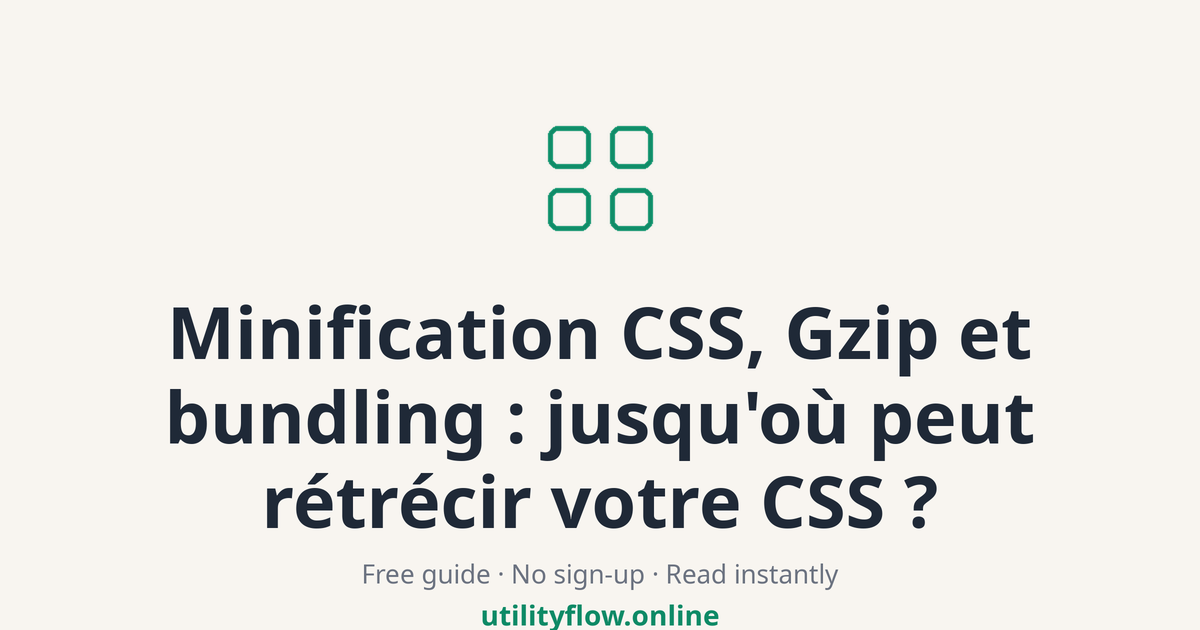 Minification CSS, Gzip et
bundling : jusqu'où peut
rétrécir votre CSS ?
Free guide · No sign-up · Read instantly
utilityflow.online